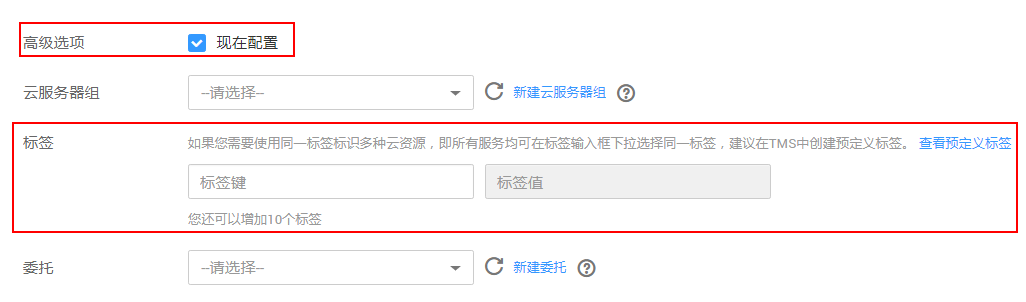 高级选项 现在配置
云服务器组 --请选择-- 新建云服务器组
标签 如果您需要使用同一标签标识多种云资源，即所有服务均可在标签输入框下拉选择同一标签，建议在TMS中创建预定义标签。 查看预定义标签
标签键 标签值
您还可以增加10个标签
委托 --请选择-- 新建委托